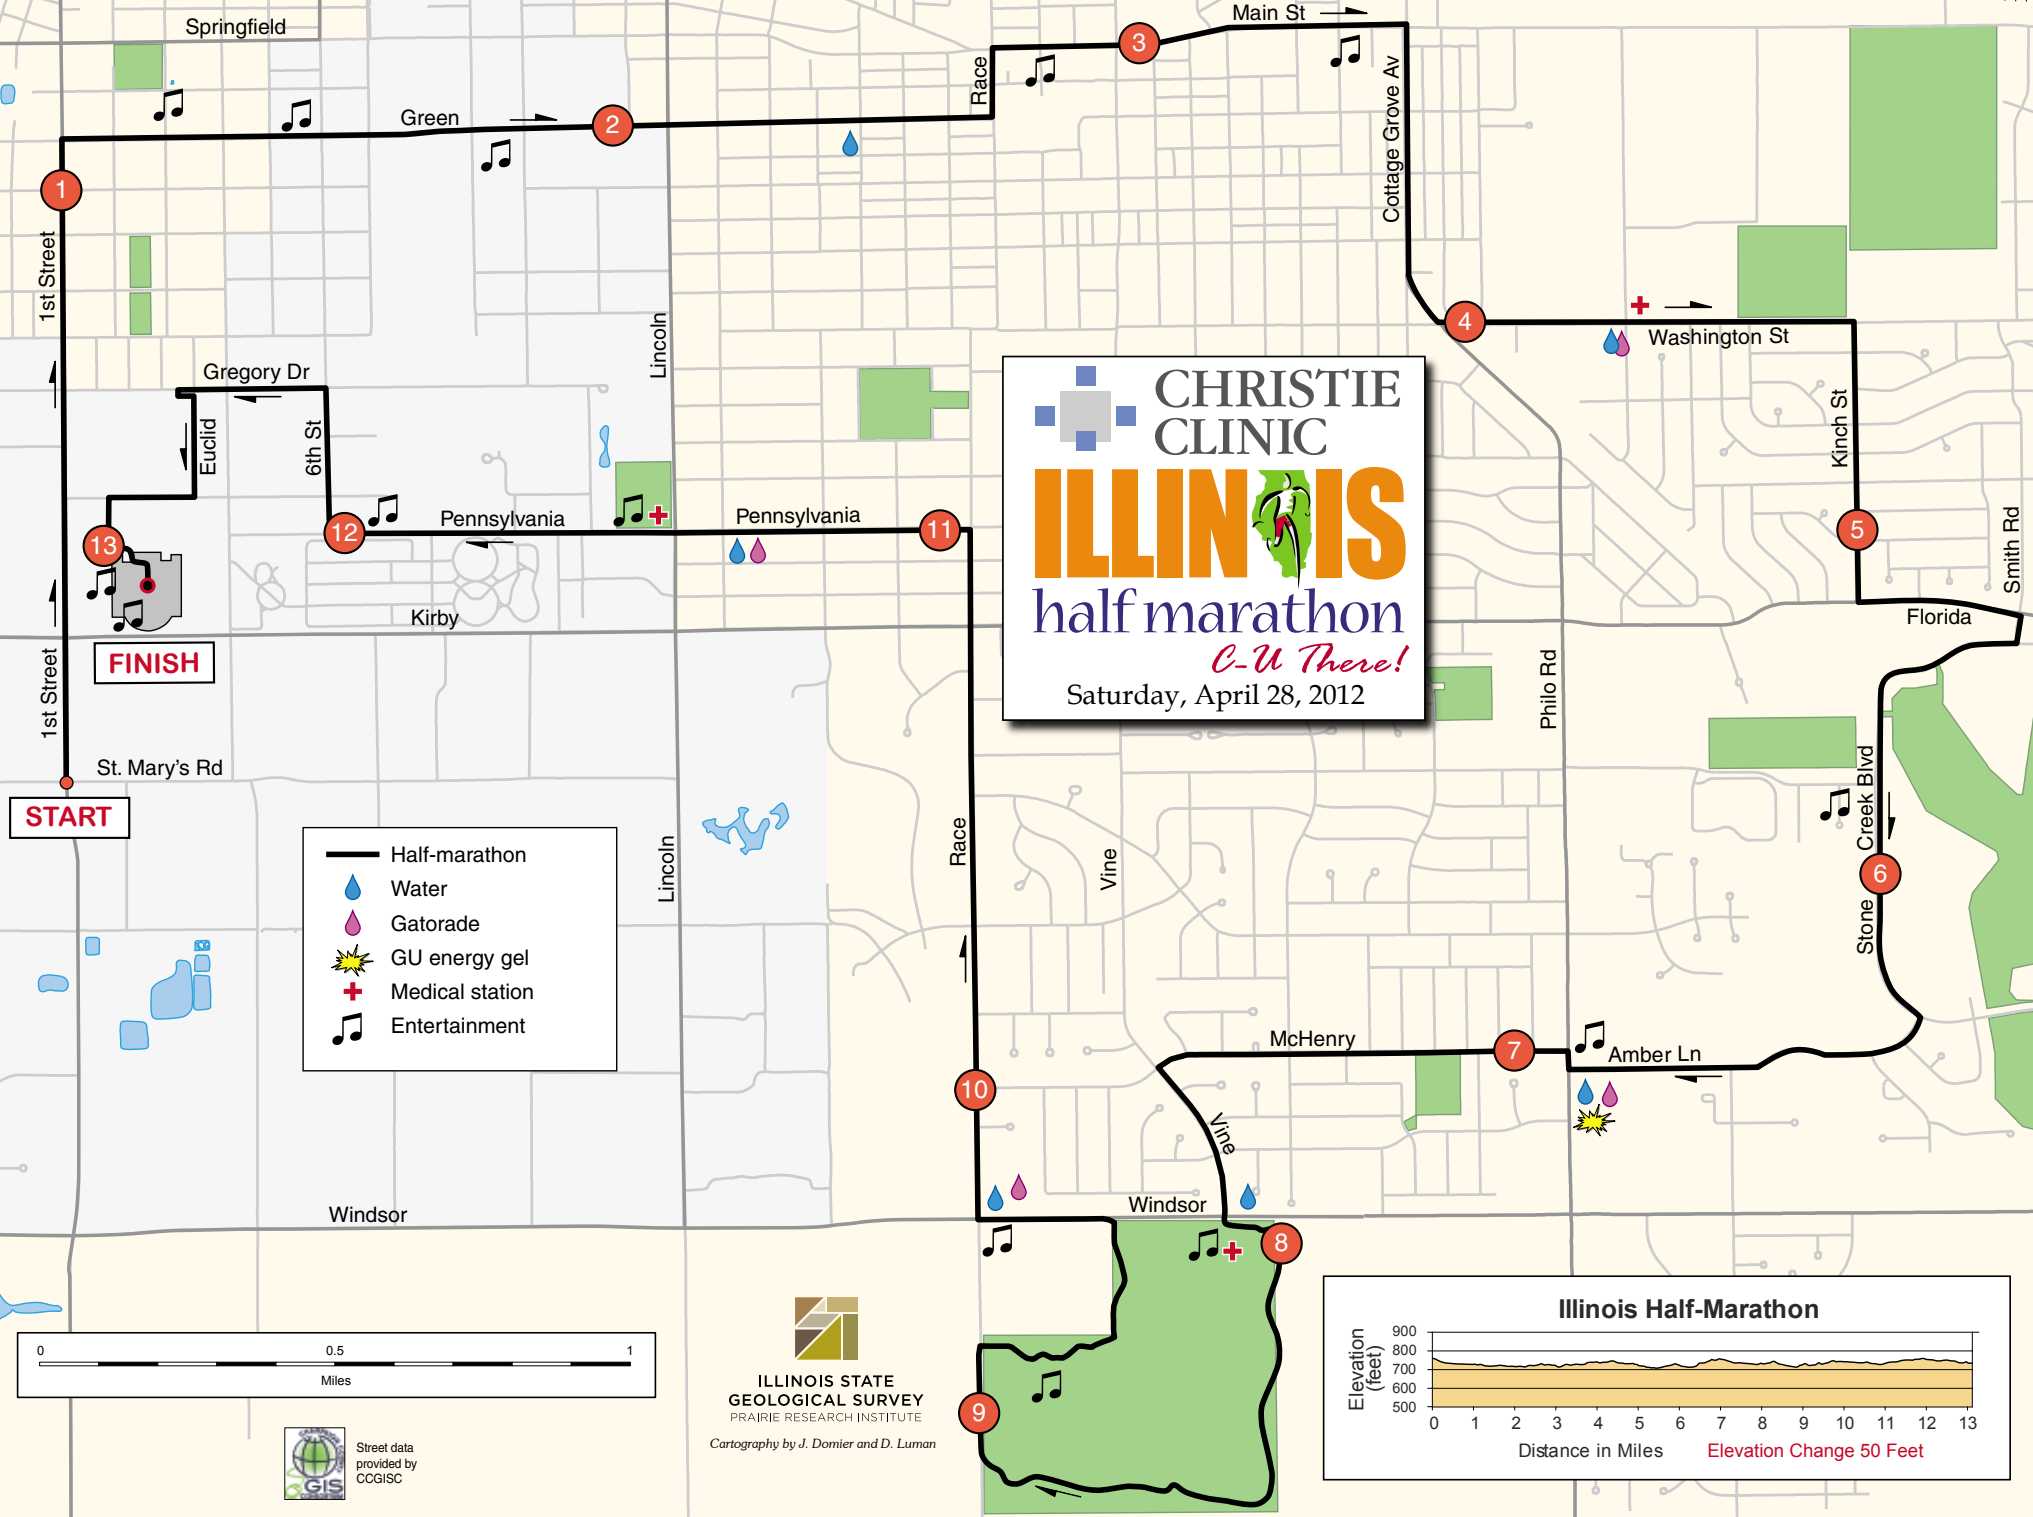 Springfield
Main St
3
Race
Green
2
Cottage Grove Av
1
1st Street
Lincoln
4
Washington St
Gregory Dr
Euclid
6th St
Kinch St
CHRISTIE
CLINIC
ILLINOIS
half marathon
C-U There!
Saturday, April 28, 2012
12
Pennsylvania
Pennsylvania
11
5
Smith Rd
13
Kirby
Florida
FINISH
1st Street
Philo Rd
St. Mary's Rd
START
Stone Creek Blvd
6
Half-marathon
Water
Gatorade
GU energy gel
Medical station
Entertainment
Lincoln
Race
Vine
McHenry
7
Amber Ln
10
Vine
Windsor
Windsor
8
9
0 0.5 1
Miles
ILLINOIS STATE
GEOLOGICAL SURVEY
PRAIRIE RESEARCH INSTITUTE
Cartography by J. Domier and D. Luman
GIS
Street data
provided by
CCGISC
Illinois Half-Marathon
Elevation
(feet)
900
800
700
600
500
0 1 2 3 4 5 6 7 8 9 10 11 12 13
Distance in Miles Elevation Change 50 Feet